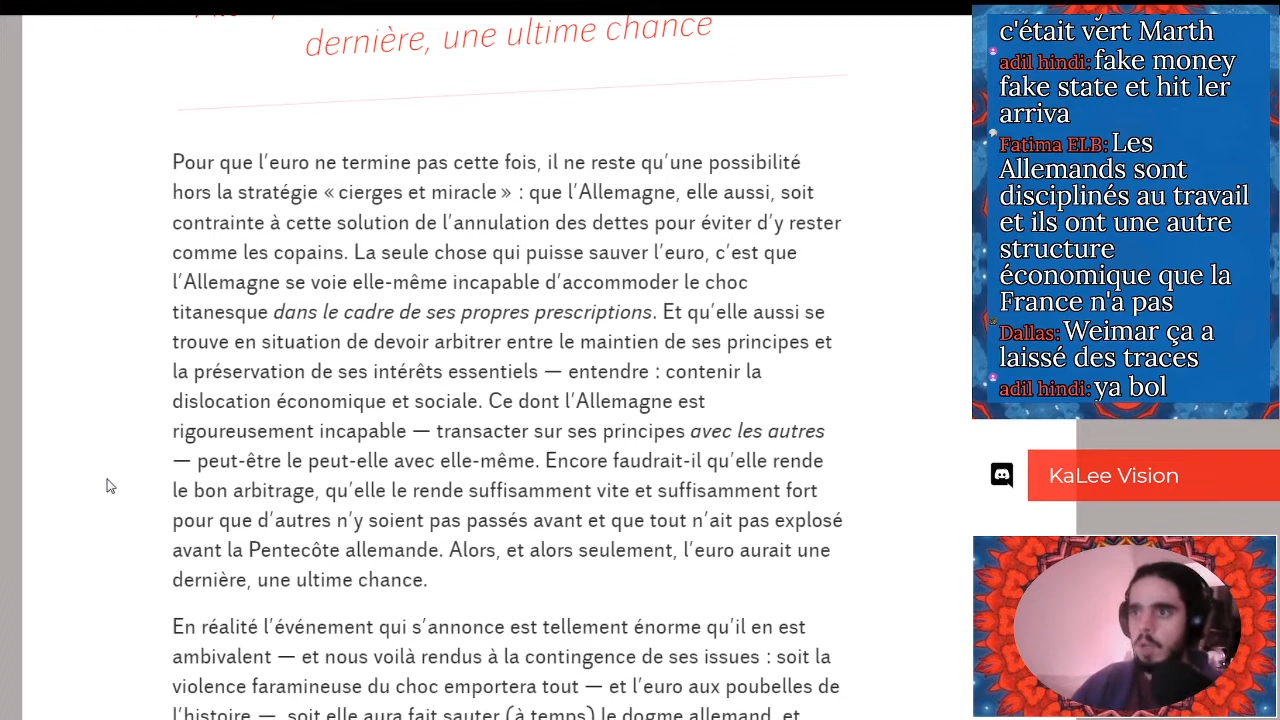 dernière, une ultime chance
Pour que l'euro ne termine pas cette fois, il ne reste qu'une possibilité
hors la stratégie « cierges et miracle » : que l'Allemagne, elle aussi, soit
contrainte à cette solution de l'annulation des dettes pour éviter d'y rester
comme les copains. La seule chose qui puisse sauver l'euro, c'est que
l'Allemagne se voie elle-même incapable d'accommoder le choc
titanesque dans le cadre de ses propres prescriptions. Et qu'elle aussi se
trouve en situation de devoir arbitrer entre le maintien de ses principes et
la préservation de ses intérêts essentiels — entendre : contenir la
dislocation économique et sociale. Ce dont l'Allemagne est
rigoureusement incapable — transacter sur ses principes avec les autres
— peut-être le peut-elle avec elle-même. Encore faudrait-il qu'elle rende
le bon arbitrage, qu'elle le rende suffisamment vite et suffisamment fort
pour que d'autres n'y soient pas passés avant et que tout n'ait pas explosé
avant la Pentecôte allemande. Alors, et alors seulement, l'euro aurait une
dernière, une ultime chance.
En réalité l'événement qui s'annonce est tellement énorme qu'il en est
ambivalent — et nous voilà rendus à la contingence de ses issues : soit la
violence faramineuse du choc emportera tout — et l'euro aux poubelles de
l'histoire —, soit elle aura fait sauter (à temps) le dogme allemand, et
c'était vert Marth
adil hindi: fake money
fake state et hit ler
arriva
Fatima ELB: Les
Allemands sont
disciplinés au travail
et ils ont une autre
structure
économique que la
France n'a pas
Dallas: Weimar ça a
laissé des traces
adil hindi: ya bol
KaLee Vision